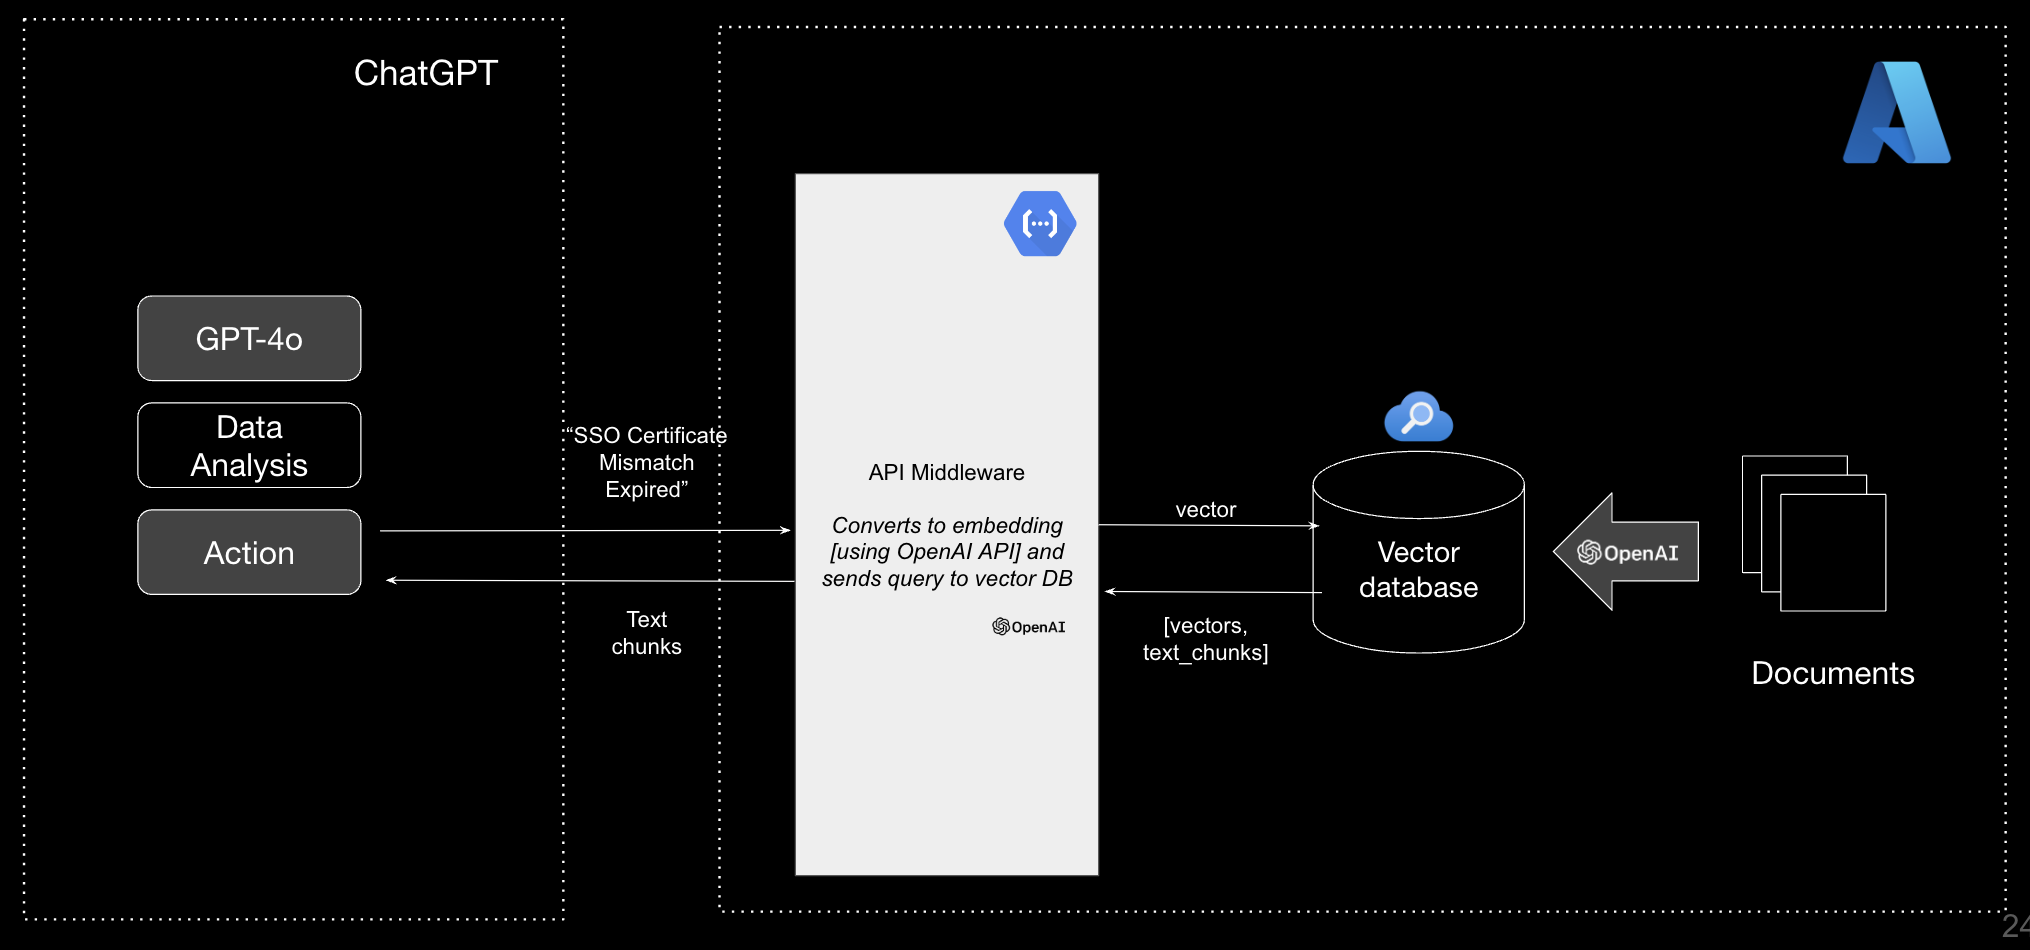 ChatGPT
GPT-4o
Data
Analysis
Action
“SSO Certificate
Mismatch
Expired”
Text
chunks
API Middleware
Converts to embedding
[using OpenAI API] and
sends query to vector DB
OpenAI
vector
[vectors,
text_chunks]
Vector
database
OpenAI
Documents
24